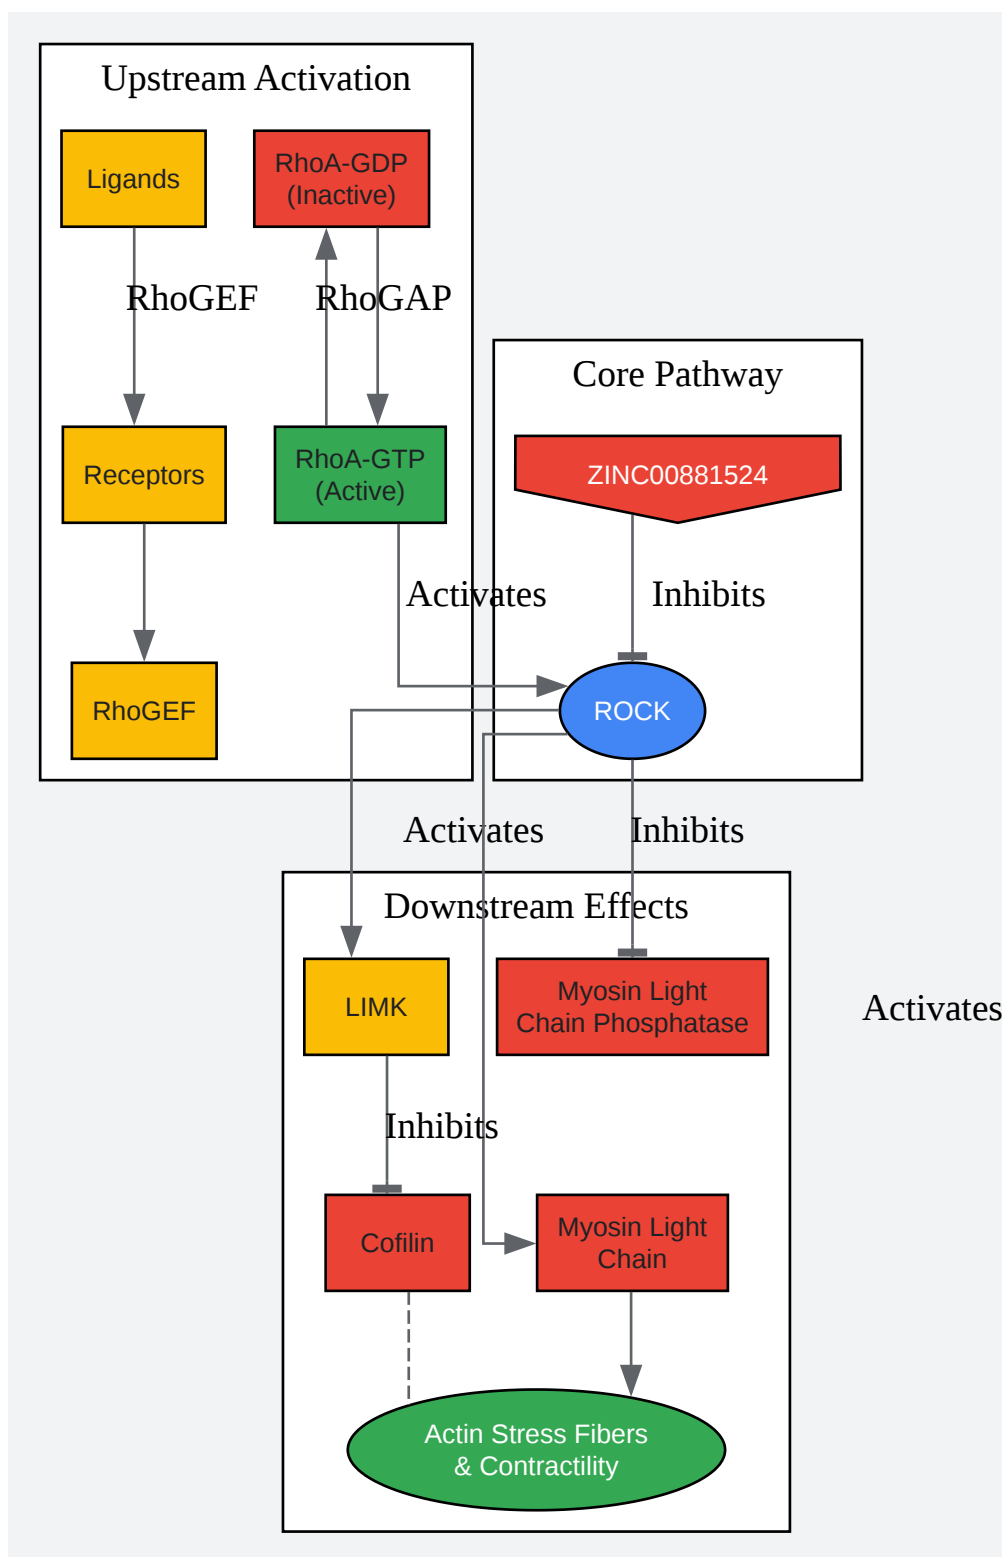 Upstream Activation
Ligands
RhoA-GDP
(Inactive)
RhoGEF
RhoGAP
Core Pathway
Receptors
RhoA-GTP
(Active)
ZINC00881524
Activates
Inhibits
RhoGEF
ROCK
Activates
Inhibits
Downstream Effects
LIMK
Myosin Light
Chain Phosphatase
Activates
Inhibits
Cofilin
Myosin Light
Chain
Actin Stress Fibers
& Contractility